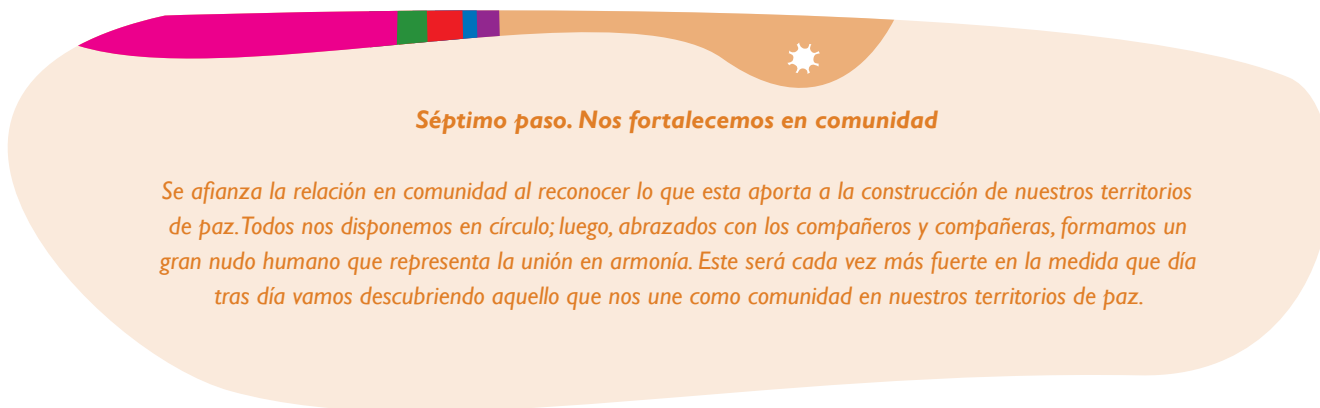 Séptimo paso. Nos fortalecemos en comunidad
Se afianza la relación en comunidad al reconocer lo que esta aporta a la construcción de nuestros territorios
de paz. Todos nos disponemos en círculo; luego, abrazados con los compañeros y compañeras, formamos un
gran nudo humano que representa la unión en armonía. Este será cada vez más fuerte en la medida que día
tras día vamos descubriendo aquello que nos une como comunidad en nuestros territorios de paz.